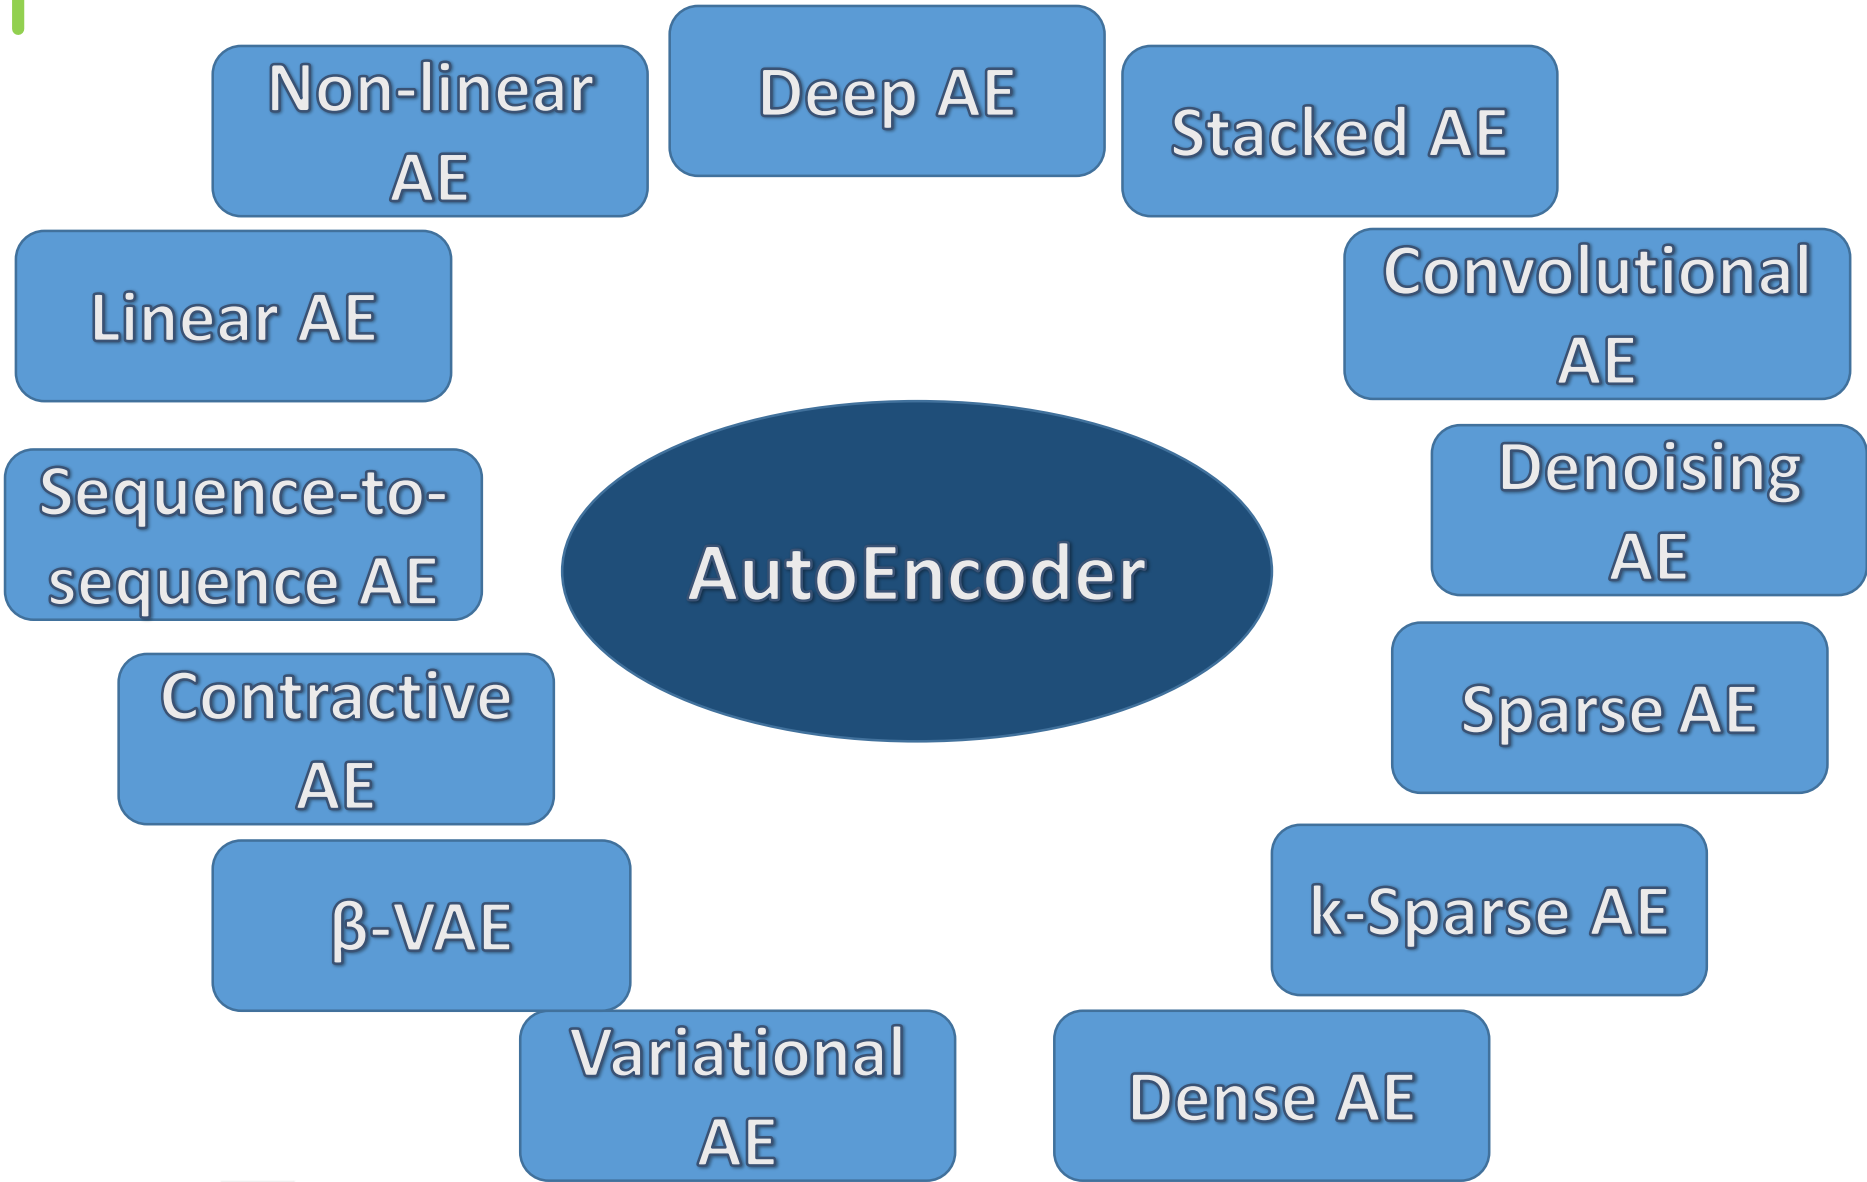 Non-linear
AE
Deep AE
Stacked AE
Linear AE
Convolutional
AE
Sequence-to-
sequence AE
AutoEncoder
Denoising
AE
Contractive
AE
Sparse AE
β-VAE
k-Sparse AE
Variational
AE
Dense AE